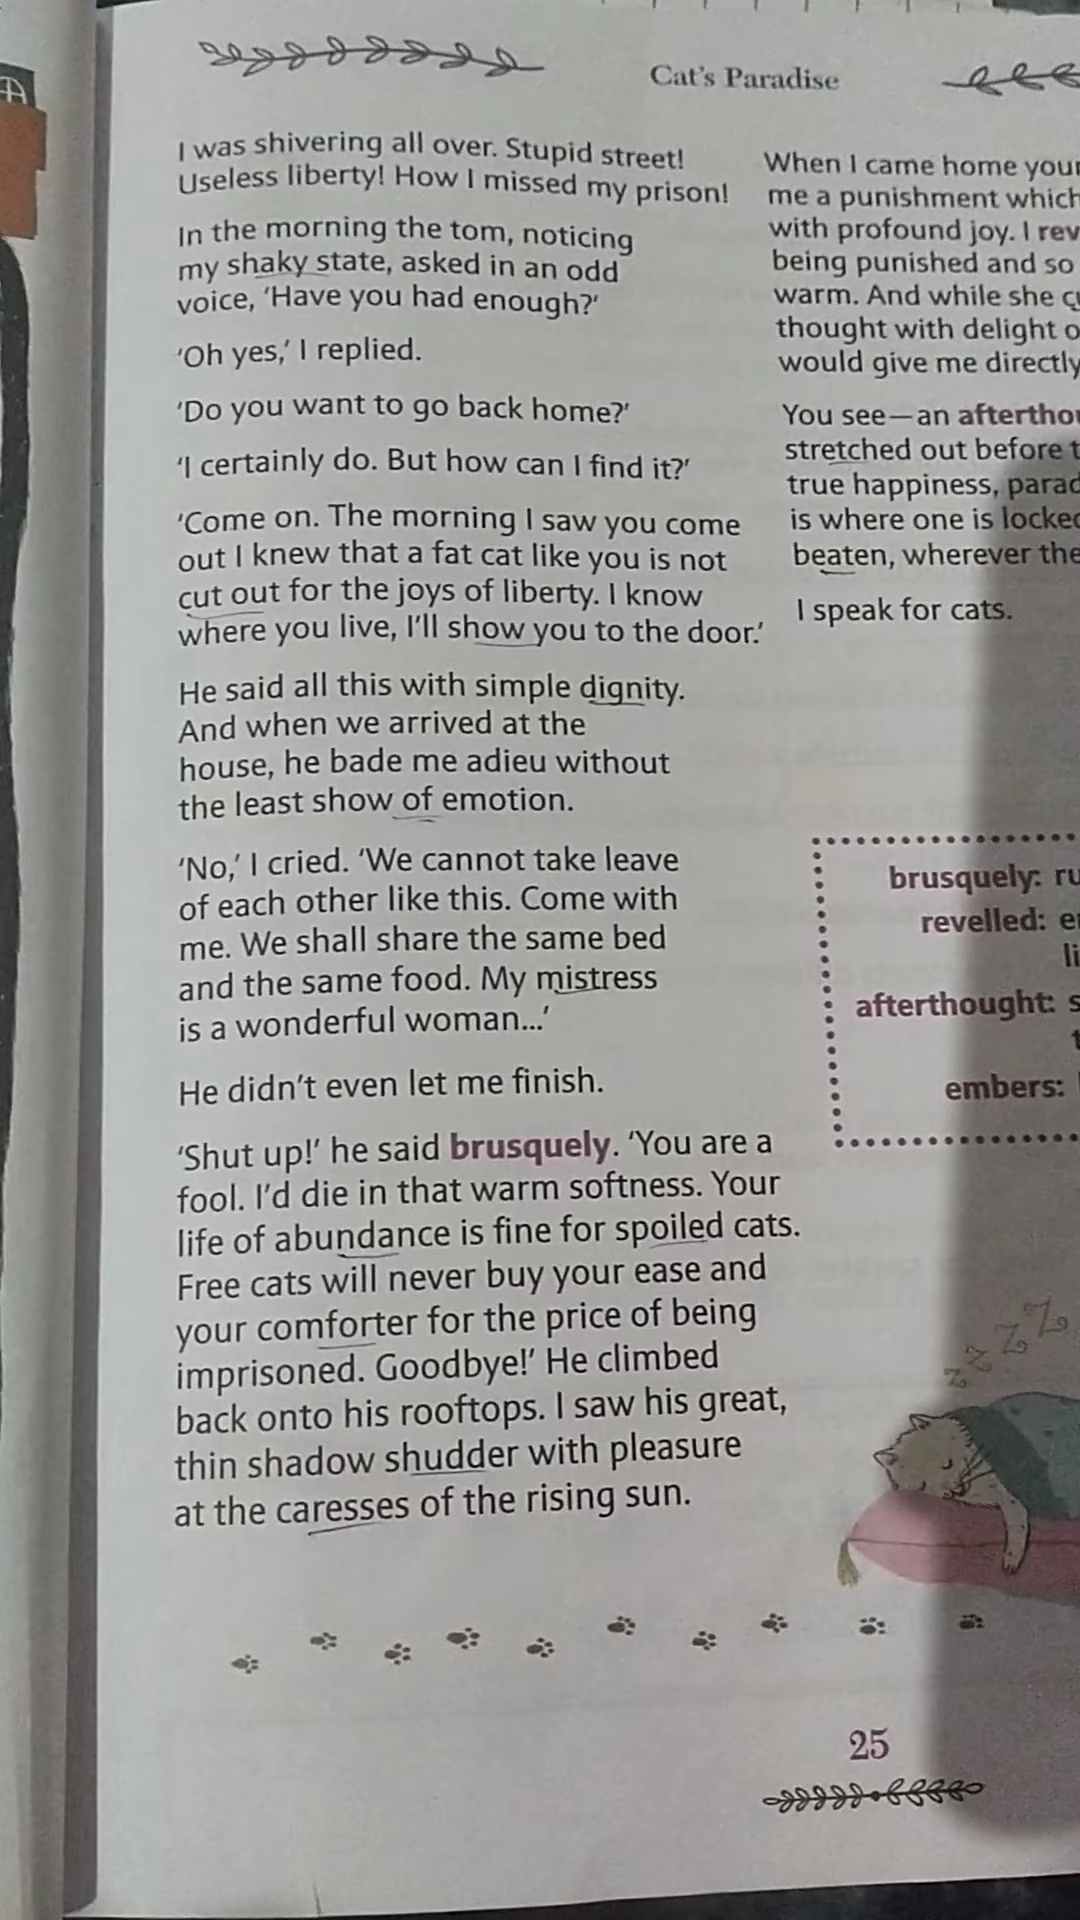 Cat's Paradise
I was shivering all over. Stupid street!
Useless liberty! How I missed my prison!
In the morning the tom, noticing
my shaky state, asked in an odd
voice, 'Have you had enough?'
'Oh yes,' I replied.
'Do you want to go back home?'
'I certainly do. But how can I find it?'
'Come on. The morning I saw you come
out I knew that a fat cat like you is not
cut out for the joys of liberty. I know
where you live, I'll show you to the door.'
He said all this with simple dignity.
And when we arrived at the
house, he bade me adieu without
the least show of emotion.
'No,' I cried. 'We cannot take leave
of each other like this. Come with
me. We shall share the same bed
and the same food. My mistress
is a wonderful woman...'
He didn't even let me finish.
'Shut up!' he said brusquely. 'You are a
fool. I'd die in that warm softness. Your
life of abundance is fine for spoiled cats.
Free cats will never buy your ease and
your comforter for the price of being
imprisoned. Goodbye!' He climbed
back onto his rooftops. I saw his great,
thin shadow shudder with pleasure
at the caresses of the rising sun.
When I came home
me a punishment which
with profound joy. I
being punished and so
warm. And while she
thought with delight
would give me directly
You see—an
stretched out before
true happiness,
is where one is
beaten, wherever the
I speak for cats.
brusquely:
revelled:
afterthought:
embers:
z z Z Z
25